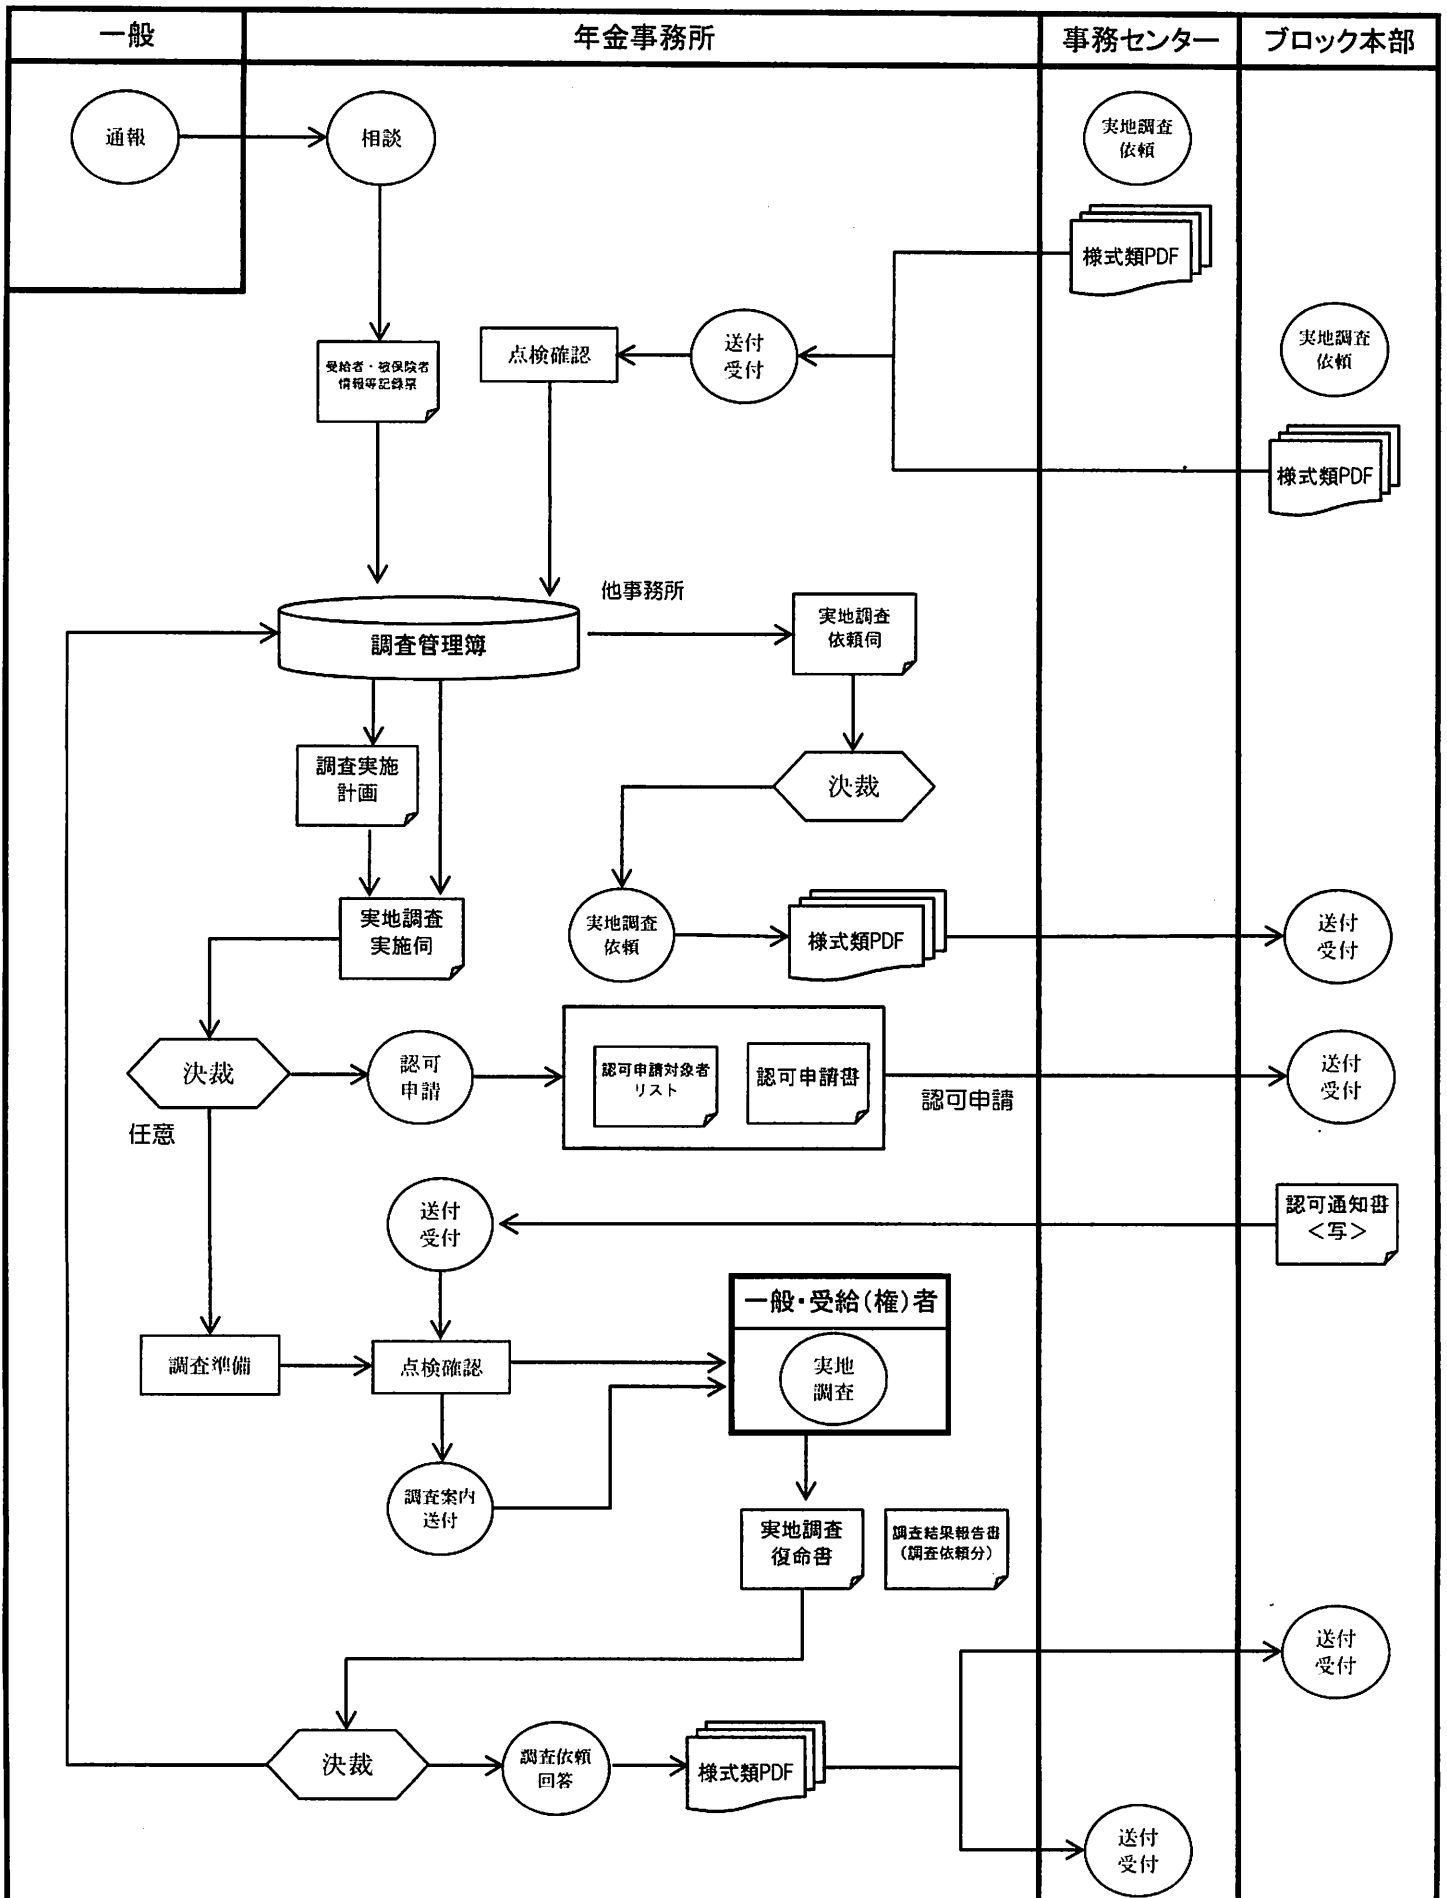 一般
年金事務所
事務センター
ブロック本部
通報
相談
実地調査
依頼
様式類PDF
実地調査
依頼
様式類PDF
送付
受付
点検確認
受給者・被保険者
情報等記録票
調査管理簿
他事務所
実地調査
依頼伺
調査実施
計画
決裁
実地調査
実施伺
実地調査
依頼
様式類PDF
送付
受付
決裁
任意
認可
申請
認可申請対象者
リスト
認可申請書
認可申請
送付
受付
送付
受付
認可通知書
<写>
調査準備
点検確認
一般・受給(権)者
実地
調査
調査案内
送付
実地調査
復命書
調査結果報告書
(調査依頼分)
送付
受付
決裁
調査依頼
回答
様式類PDF
送付
受付